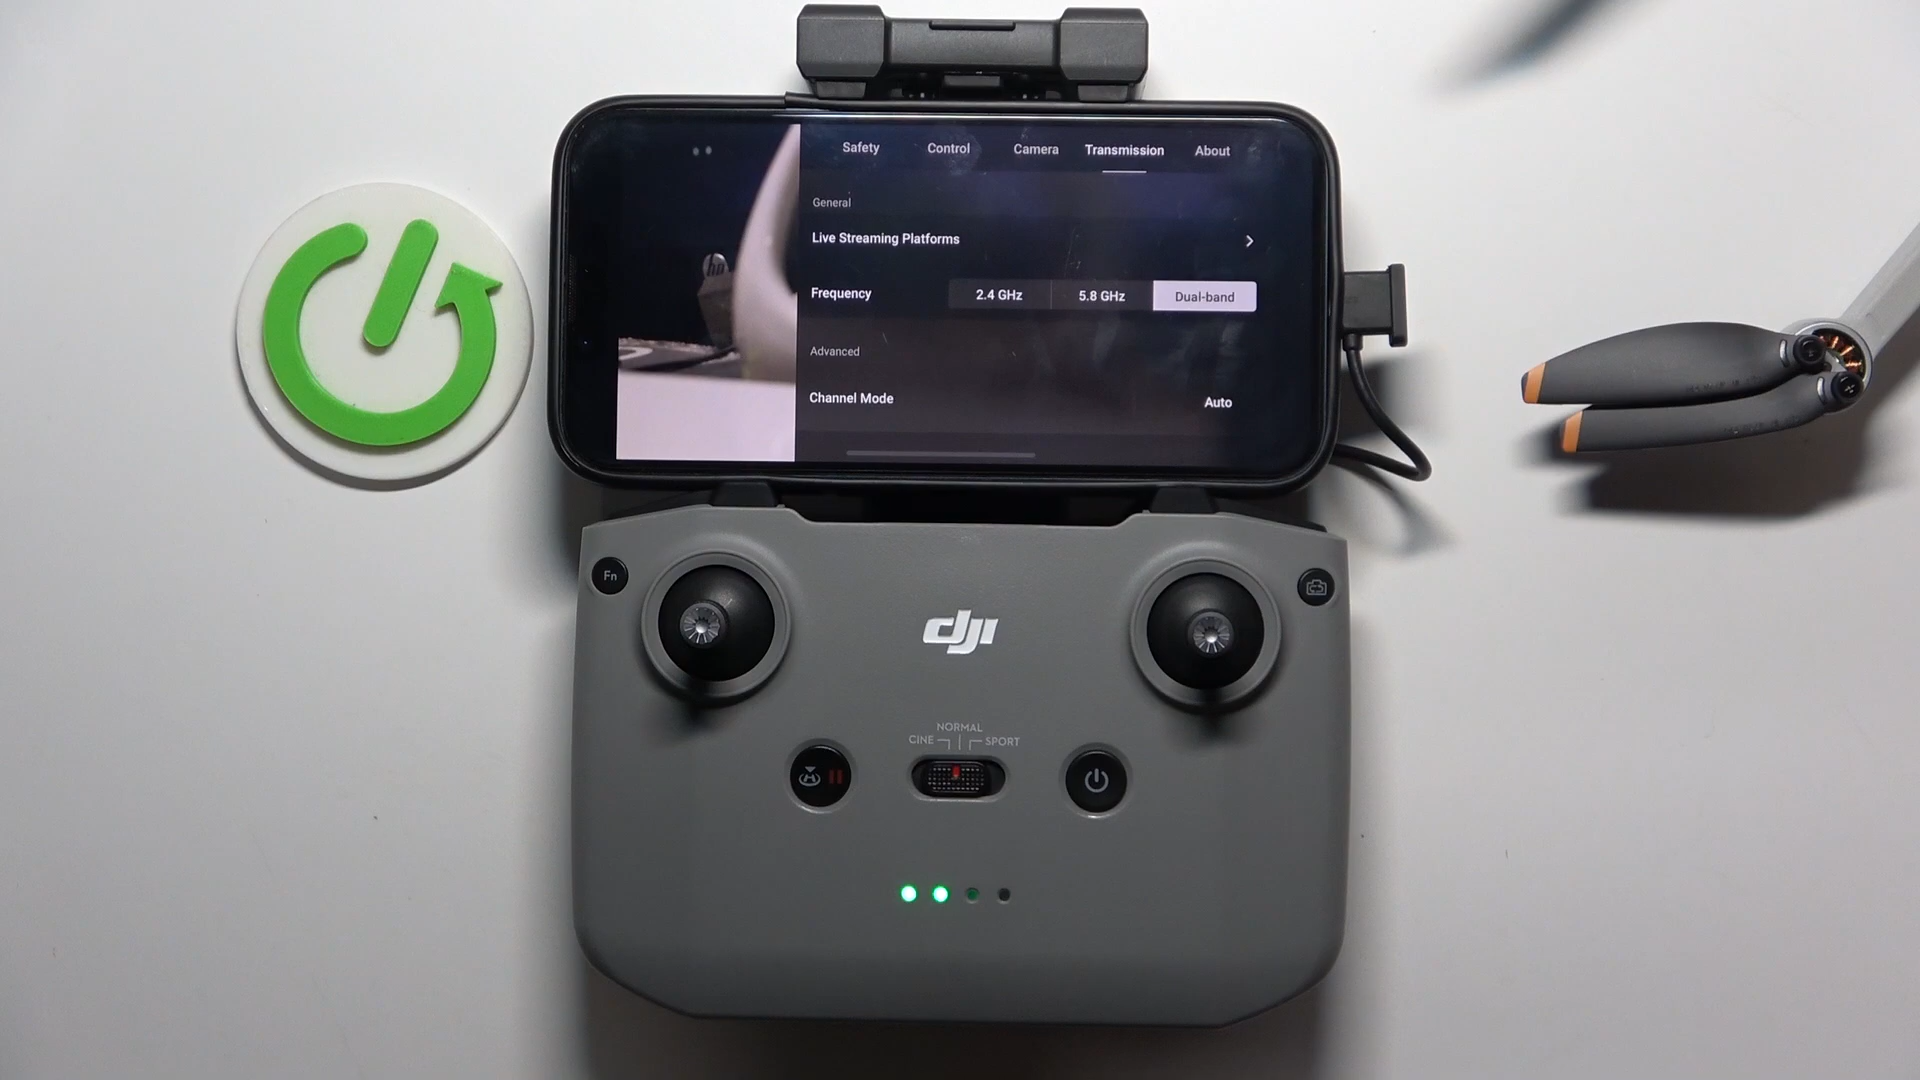 Safety Control Camera Transmission About
General
Live Streaming Platforms
hp
Frequency 2.4 GHz 5.8 GHz Dual-band
Advanced
Channel Mode Auto
Fn
dji
NORMAL
CINE SPORT